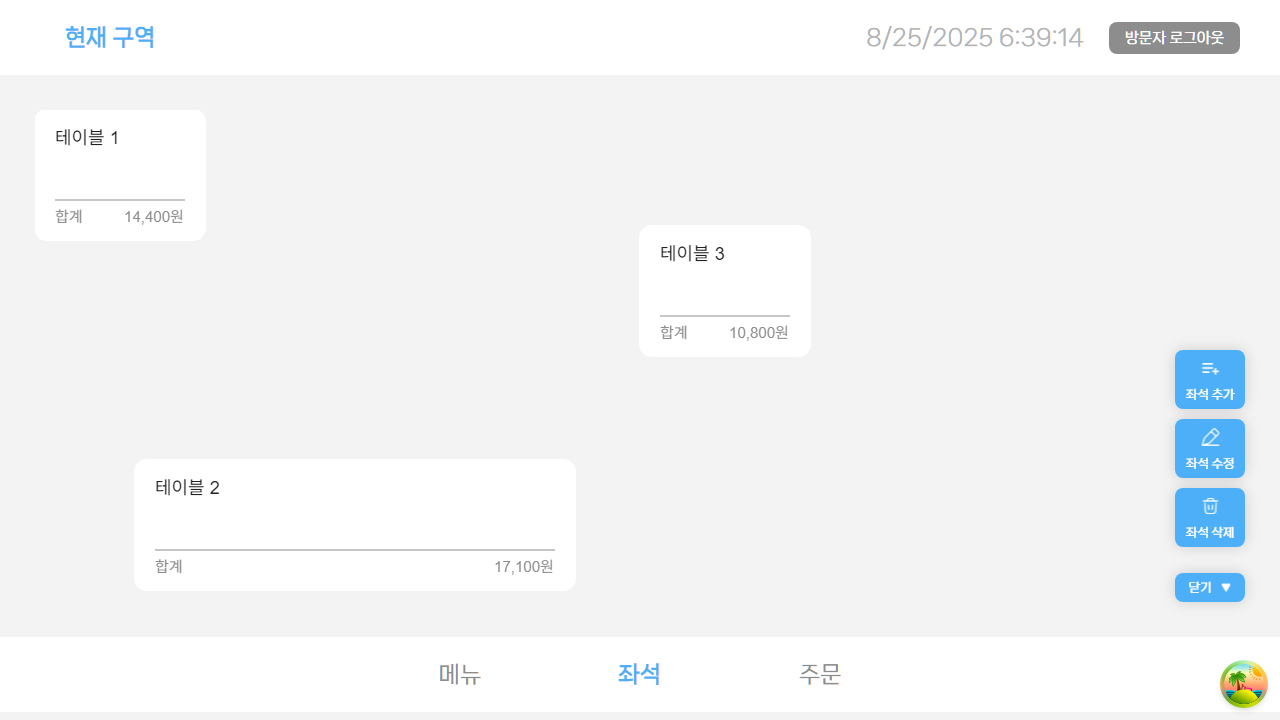 현재 구역
8/25/2025 6:39:14
방문자 로그아웃
테이블 1
합계 14,400원
테이블 3
합계 10,800원
좌석 추가
좌석 수정
테이블 2
합계 17,100원
좌석 삭제
닫기 ▼
메뉴
좌석
주문